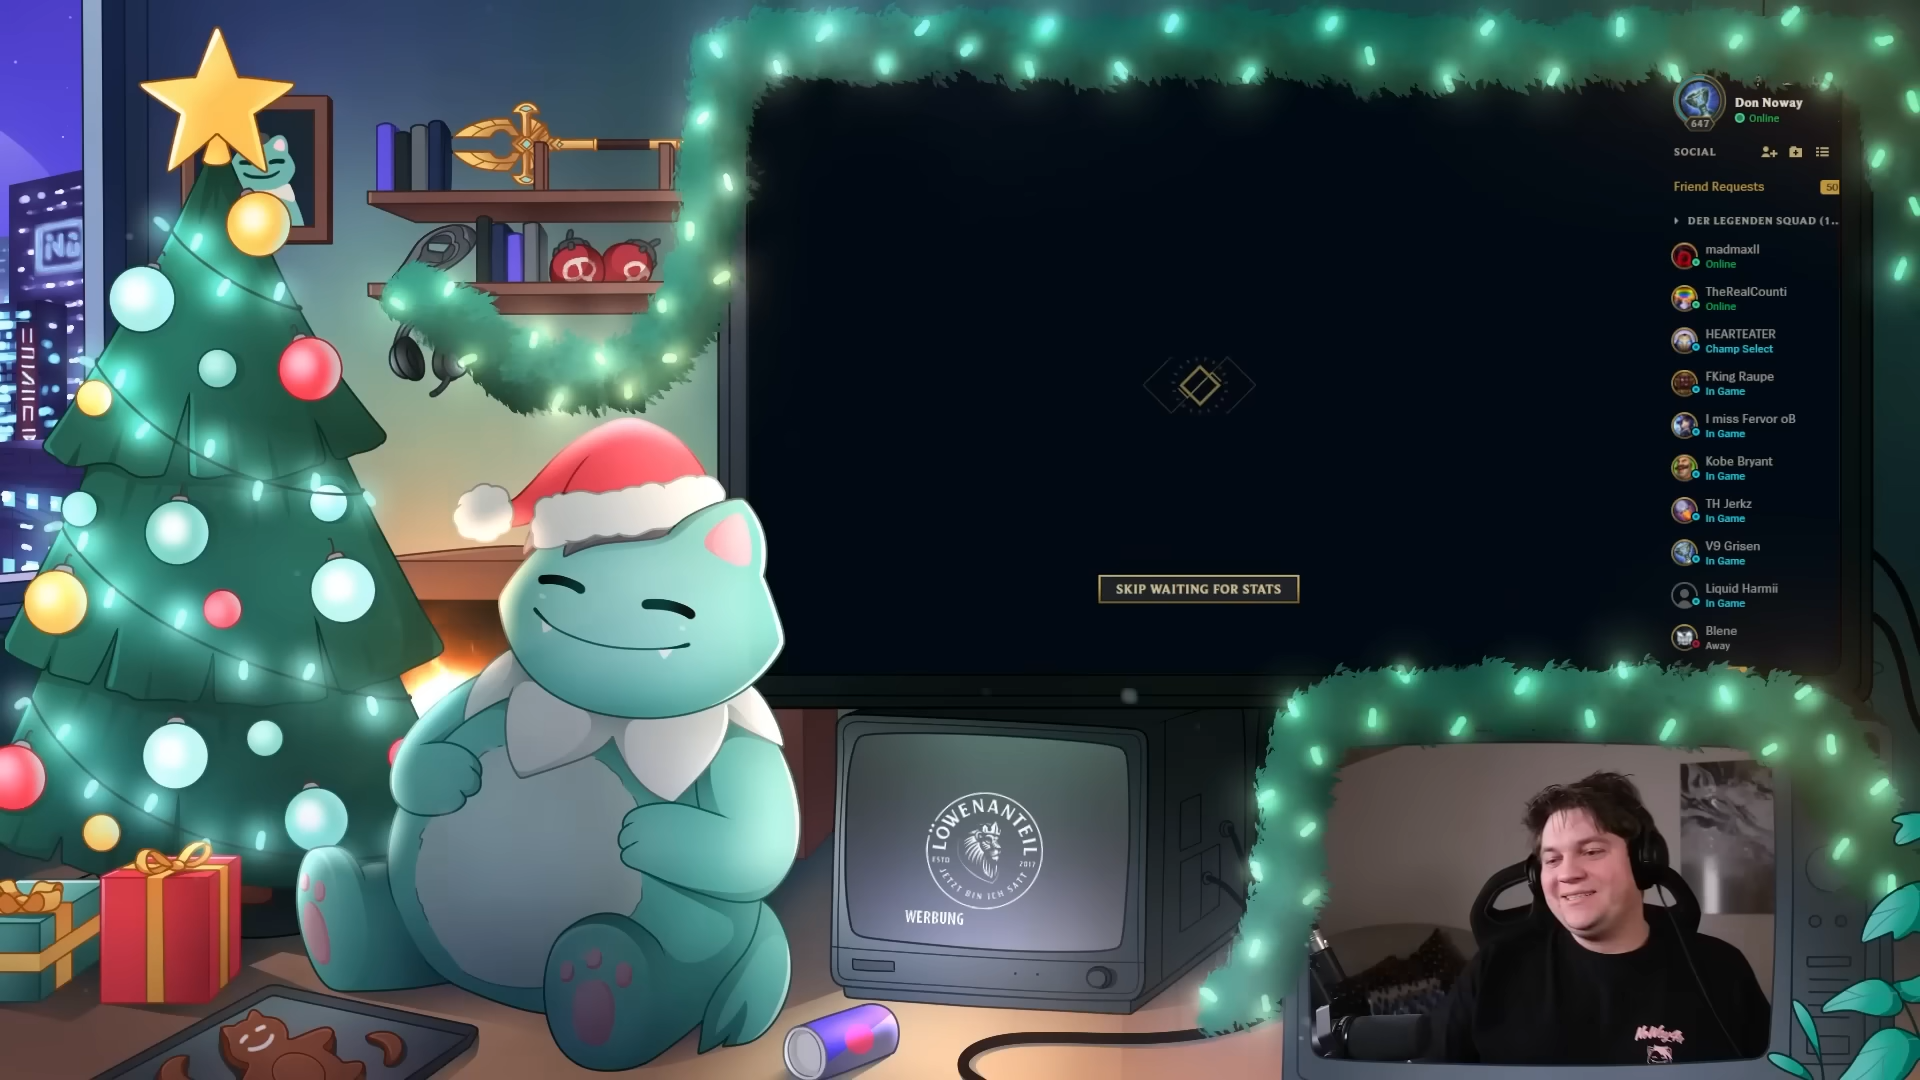 Don Noway
647
Online
SOCIAL
Friend Requests
50
DER LEGENDEN SQUAD (1...
madmaxll
Online
TheRealCounti
Online
HEARTEATER
Champ Select
FKing Raupe
In Game
I miss Fervor oB
In Game
Kobe Bryant
In Game
TH Jerkz
In Game
V9 Grisen
In Game
Liquid Harmii
In Game
Blene
Away
SKIP WAITING FOR STATS
LÖWENANTEIL
ESTD 2017
JETZT BIN ICH SATT
WERBUNG